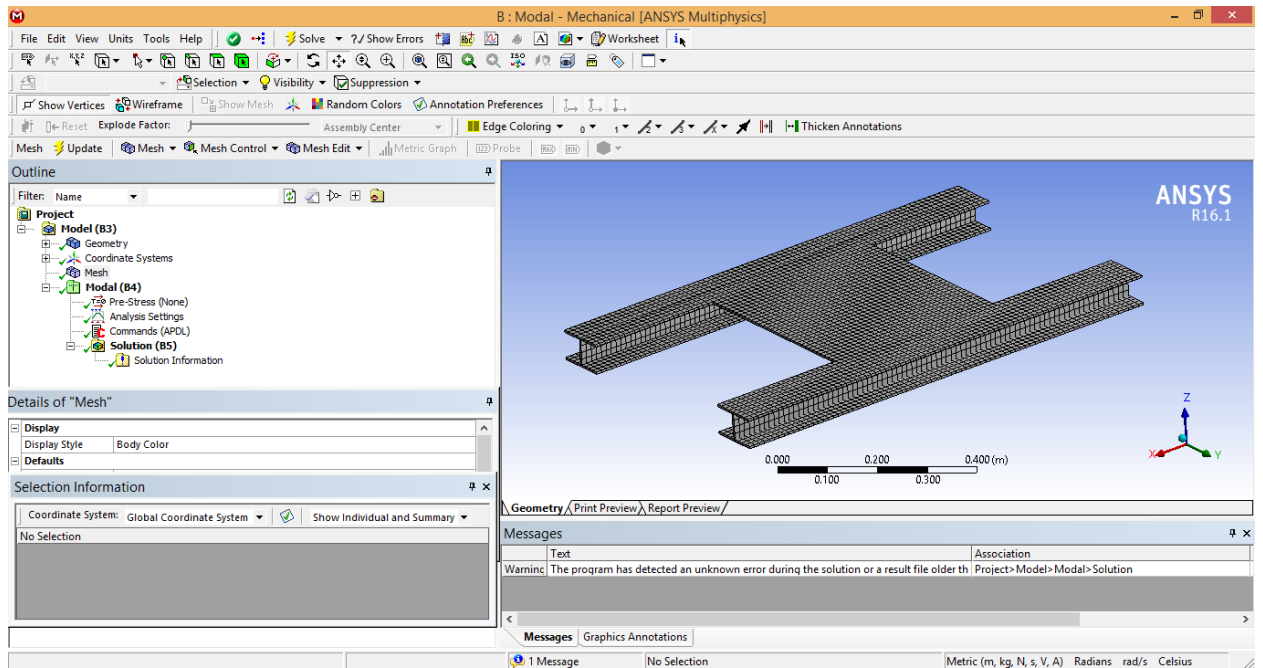 B : Modal - Mechanical [ANSYS Multiphysics]
File Edit View Units Tools Help Solve ?/ Show Errors Worksheet
Selection Visibility Suppression
Show Vertices Wireframe Show Mesh Random Colors Annotation Preferences
Reset Explode Factor: Assembly Center Edge Coloring Thicken Annotations
Mesh Update Mesh Mesh Control Mesh Edit Metric Graph Probe
Outline
Filter: Name
Project
Model (B3)
Geometry
Coordinate Systems
Mesh
Modal (B4)
Pre-Stress (None)
Analysis Settings
Commands (APDL)
Solution (B5)
Solution Information
Details of "Mesh"
Display
Display Style Body Color
Defaults
Selection Information
Coordinate System: Global Coordinate System Show Individual and Summary
No Selection
ANSYS
R16.1
Z
X Y
0.000 0.200 0.400 (m)
0.100 0.300
Geometry Print Preview Report Preview
Messages
Text Association
Warninc The program has detected an unknown error during the solution or a result file older th Project>Model>Modal>Solution
Messages Graphics Annotations
1 Message No Selection Metric (m, kg, N, s, V, A) Radians rad/s Celsius